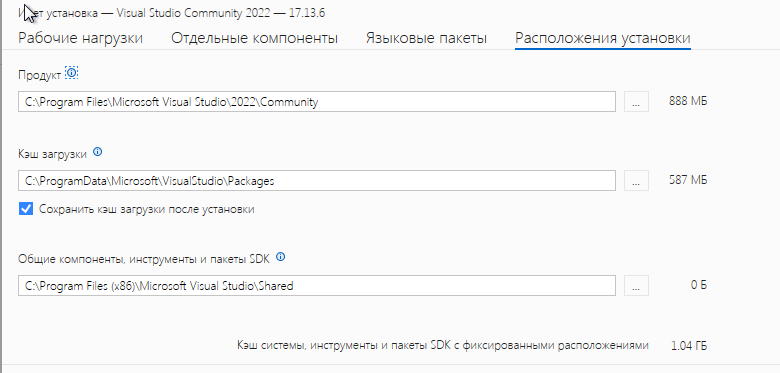 установка — Visual Studio Community 2022 — 17.13.6
Рабочие нагрузки Отдельные компоненты Языковые пакеты Расположения установки
Продукт
C:\Program Files\Microsoft Visual Studio\2022\Community ... 888 МБ
Кэш загрузки
C:\ProgramData\Microsoft\VisualStudio\Packages ... 587 МБ
Сохранить кэш загрузки после установки
Общие компоненты, инструменты и пакеты SDK
C:\Program Files (x86)\Microsoft Visual Studio\Shared ... 0 Б
Кэш системы, инструменты и пакеты SDK с фиксированными расположениями 1.04 ГБ